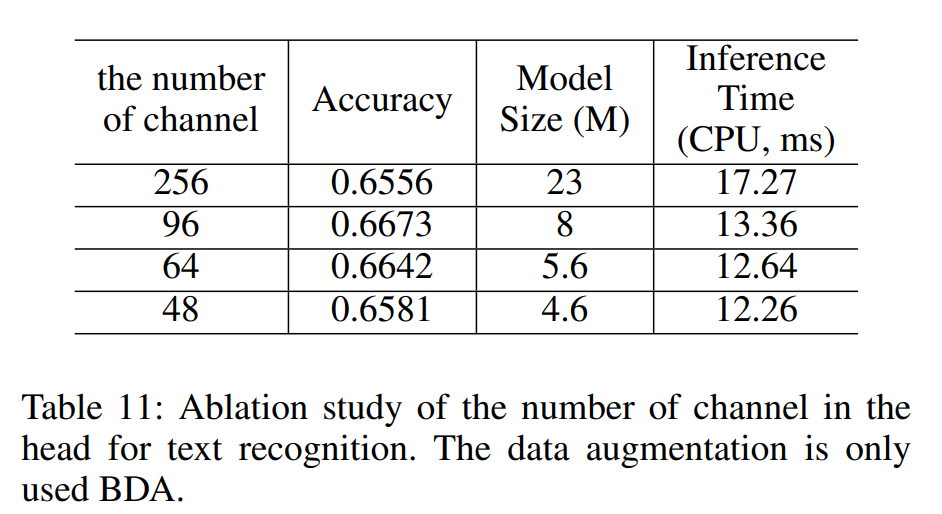 the number of channel | Accuracy | Model Size (M) | Inference Time (CPU, ms)
256 | 0.6556 | 23 | 17.27
96 | 0.6673 | 8 | 13.36
64 | 0.6642 | 5.6 | 12.64
48 | 0.6581 | 4.6 | 12.26
Table 11: Ablation study of the number of channel in the
head for text recognition. The data augmentation is only
used BDA.